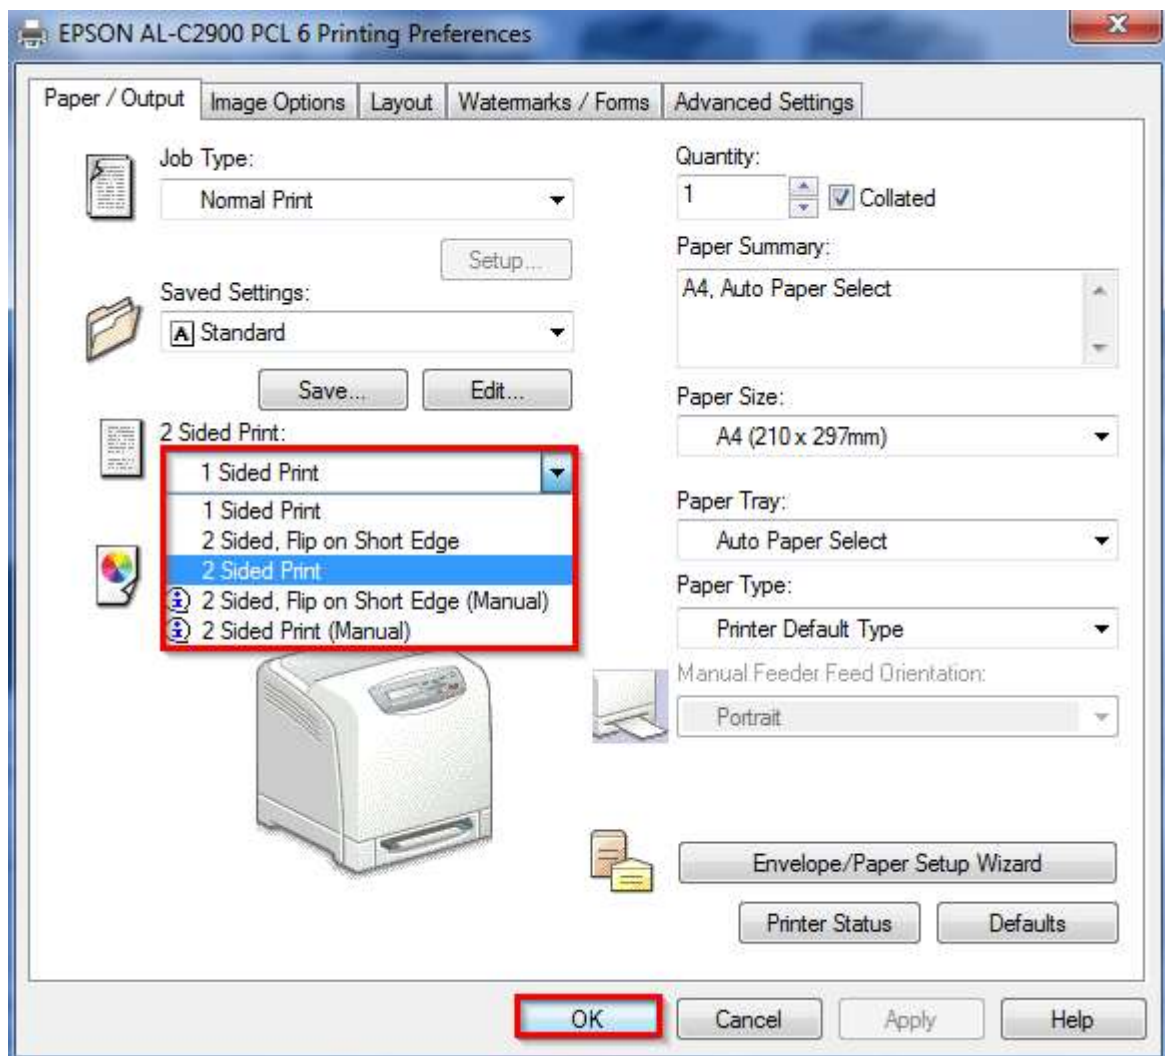 EPSON AL-C2900 PCL 6 Printing Preferences
Paper / Output
Image Options
Layout
Watermarks / Forms
Advanced Settings
Job Type:
Normal Print
Setup...
Saved Settings:
A Standard
Save...
Edit...
2 Sided Print:
1 Sided Print
1 Sided Print
2 Sided, Flip on Short Edge
2 Sided Print
2 Sided, Flip on Short Edge (Manual)
2 Sided Print (Manual)
Quantity:
1
Collated
Paper Summary:
A4, Auto Paper Select
Paper Size:
A4 (210 x 297mm)
Paper Tray:
Auto Paper Select
Paper Type:
Printer Default Type
Manual Feeder Feed Orientation:
Portrait
Envelope/Paper Setup Wizard
Printer Status
Defaults
OK
Cancel
Apply
Help